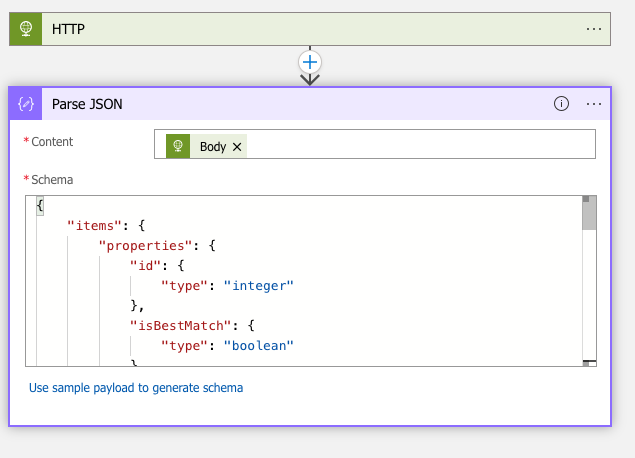 HTTP
Parse JSON
*Content
Body
*Schema
{
"items": {
"properties": {
"id": {
"type": "integer"
},
"isBestMatch": {
"type": "boolean"
}
Use sample payload to generate schema